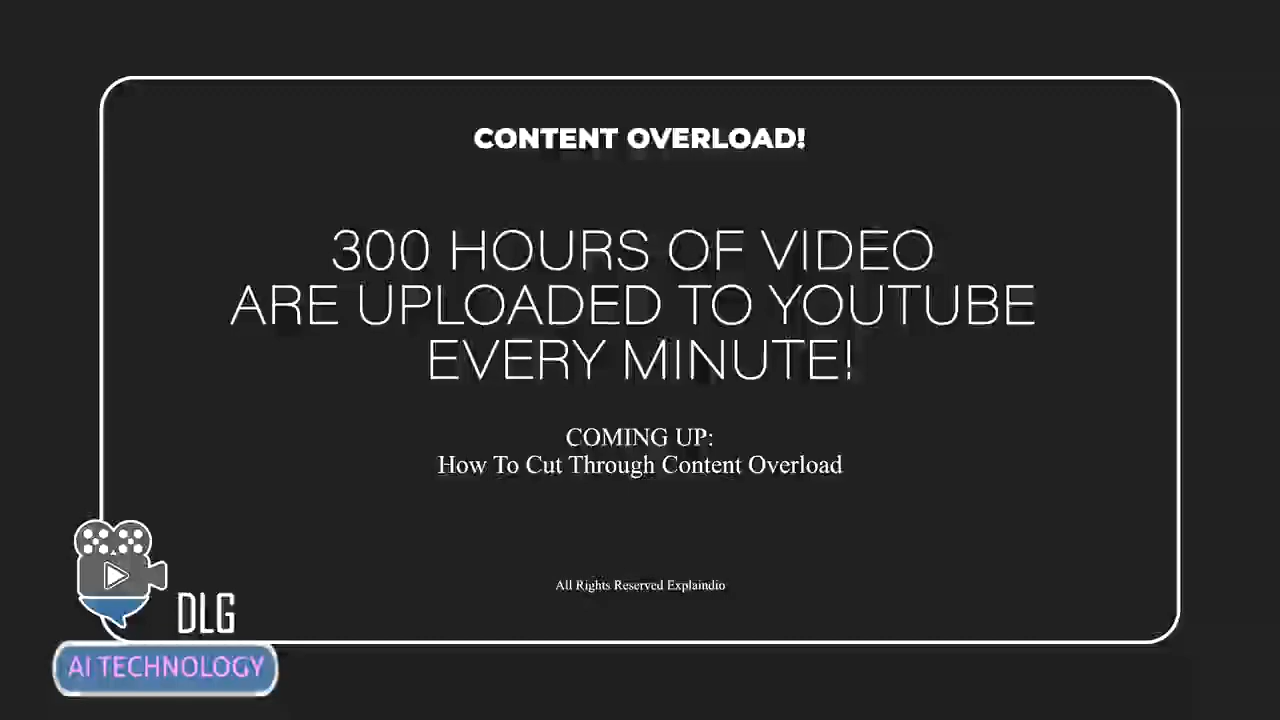 CONTENT OVERLOAD!
300 HOURS OF VIDEO
ARE UPLOADED TO YOUTUBE
EVERY MINUTE!
COMING UP:
How To Cut Through Content Overload
All Rights Reserved Explaindio
DLG
AI TECHNOLOGY